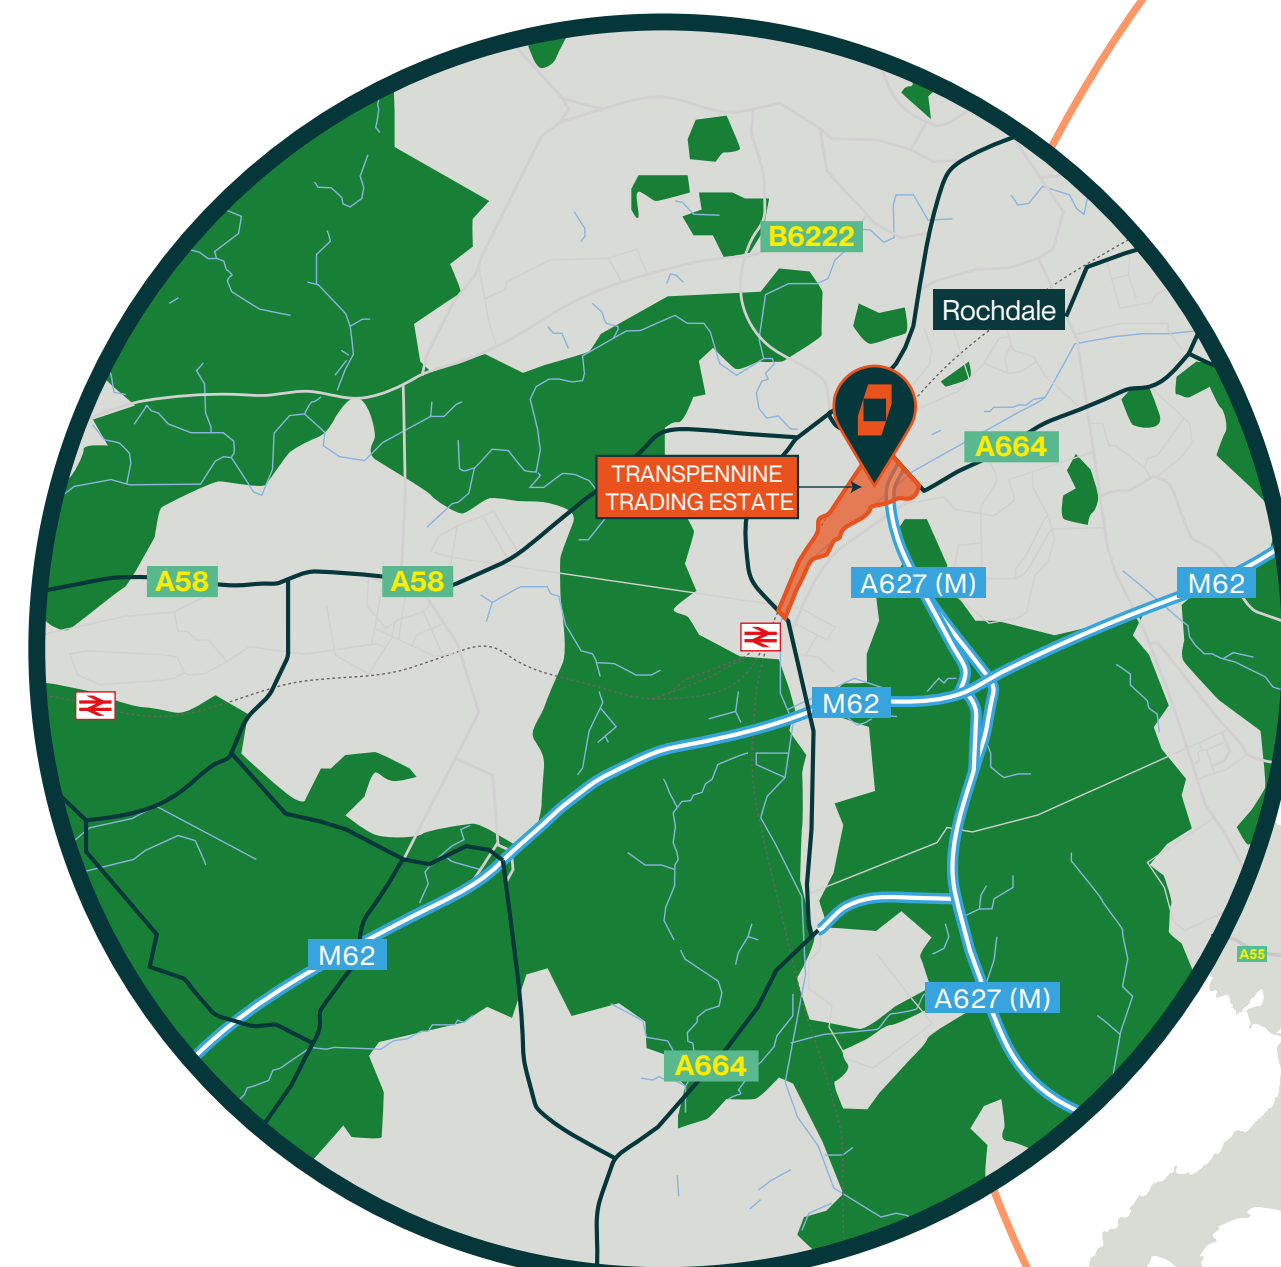 B6222
Rochdale
A664
TRANSPENNINE
TRADING ESTATE
A58
A58
A627 (M)
M62
M62
M62
A55
A627 (M)
A664